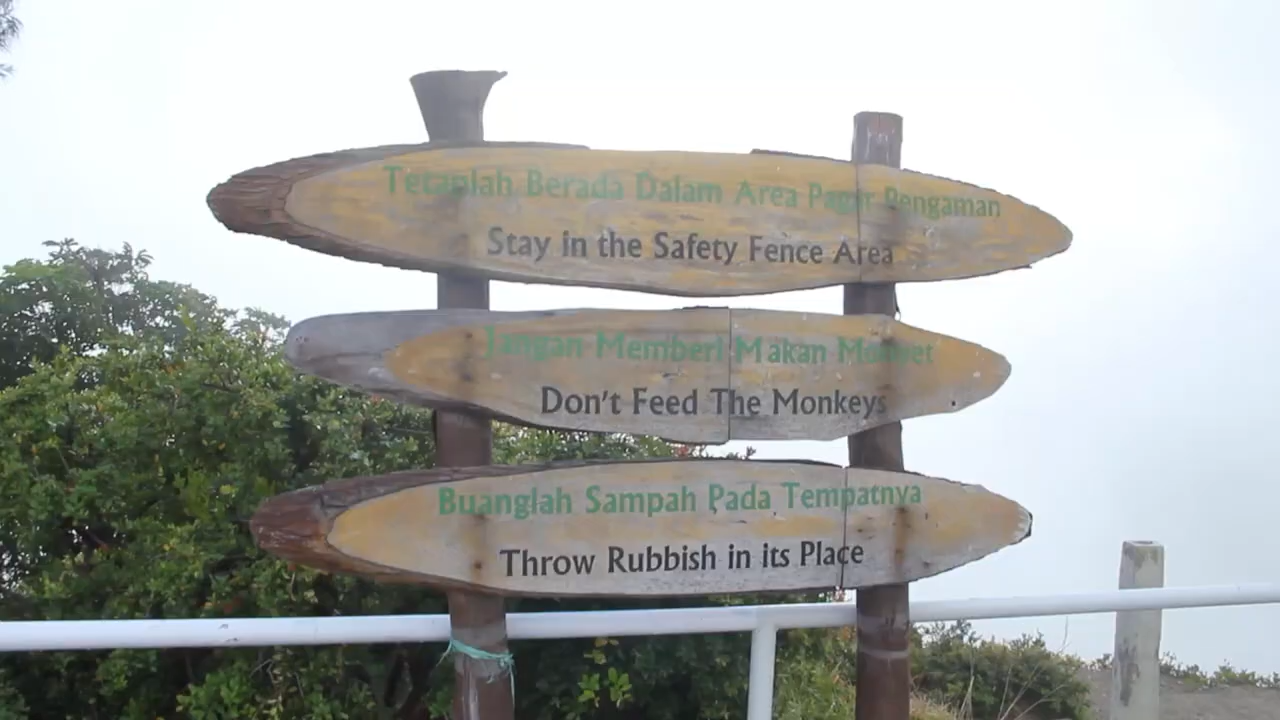 Tetaplah Berada Dalam Area Pagar Pengaman
Stay in the Safety Fence Area
Jangan Memberi Makan Monyet
Don't Feed The Monkeys
Buanglah Sampah Pada Tempatnya
Throw Rubbish in its Place